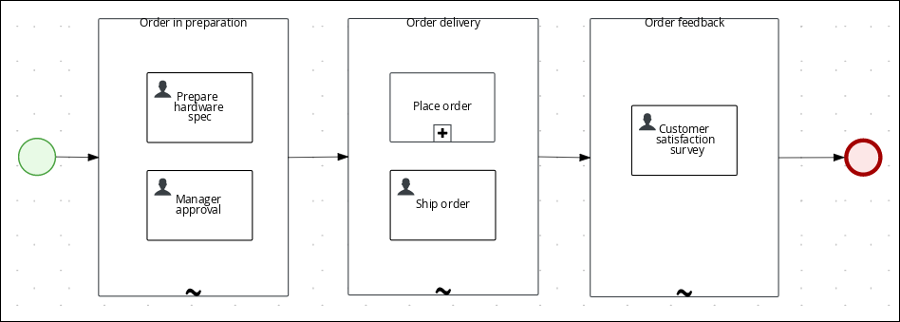 Order in preparation
Prepare
hardware
spec
Manager
approval
Order delivery
Place order
Ship order
Order feedback
Customer
satisfaction
survey